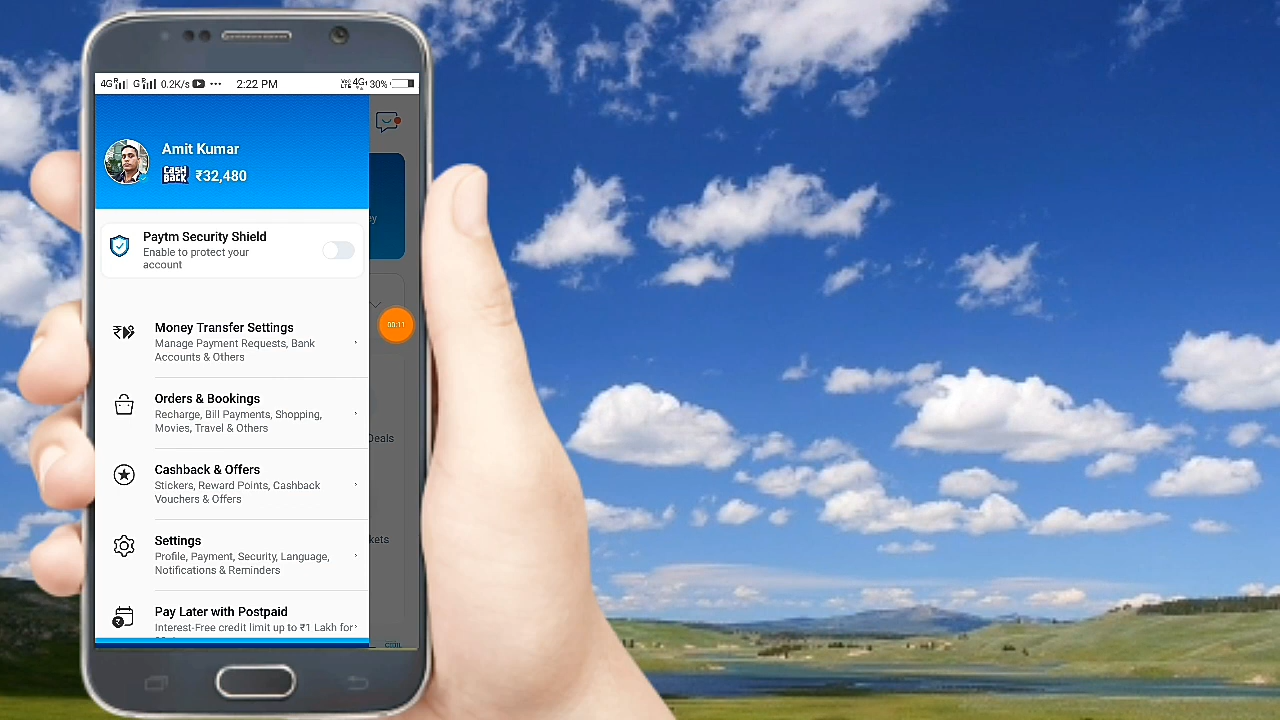 4G R G R 0.2K/s ··· 2:22 PM VoLTE 4G 30%
Amit Kumar
CASH BACK ₹32,480
Paytm Security Shield
Enable to protect your
account
00:11
Money Transfer Settings
Manage Payment Requests, Bank
Accounts & Others
Orders & Bookings
Recharge, Bill Payments, Shopping,
Movies, Travel & Others
Deals
Cashback & Offers
Stickers, Reward Points, Cashback
Vouchers & Offers
Settings
Profile, Payment, Security, Language,
Notifications & Reminders
Pay Later with Postpaid
Interest-Free credit limit up to ₹1 Lakh for